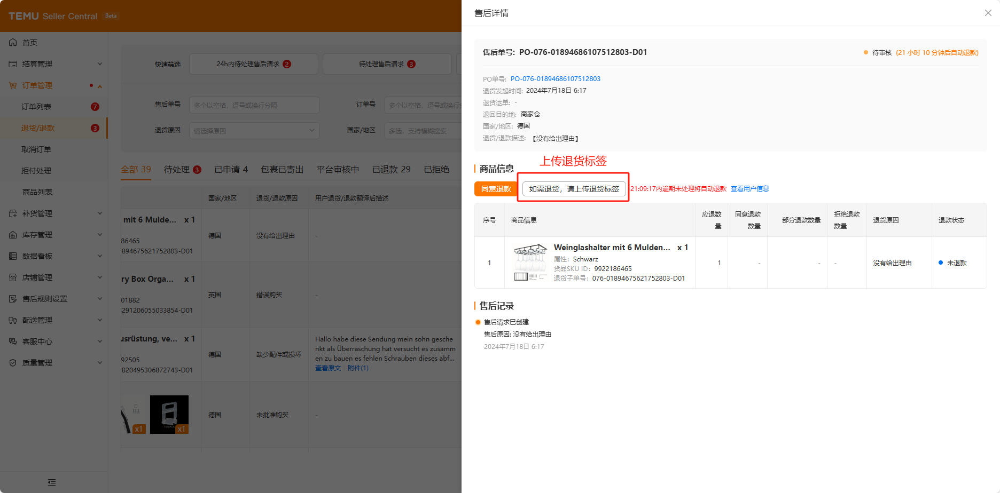 TEMU Seller Central Beta
首页
结算管理
订单管理
订单列表 7
退货/退款 3
取消订单
拒付处理
商品列表
补货管理
库存管理
数据看板
店铺管理
售后规则设置
配送管理
客服中心
质量管理
快速筛选 24h内待处理售后请求 2 待处理售后请求 3
售后单号 多个以空格、逗号或换行分隔 订单号 多个以空格、逗号或换行分
退货原因 请选择原因 国家/地区 多选，支持模糊搜索
全部 39 待处理 3 已申请 4 包裹已寄出 平台审核中 已退款 29 已拒绝
国家/地区 退货/退款原因 用户退货/退款翻译后描述
mit 6 Mulde... x 1
86465
894675621752803-D01
德国 没有给出理由 -
ry Box Orga... x 1
01882
291206055033854-D01
英国 错误购买 -
usrüstung, ve... x 1
92505
820495306872743-D01
德国 缺少配件或损坏
Hallo habe diese Sendung mein sohn gesche
nkt als Überraschung hat versucht es zusamm
en zu bauen es fehlen Schrauben dieses abf...
查看原文 附件(1)
x1 x1
德国 未批准购买 -
售后详情
售后单号: PO-076-01894686107512803-D01
待审核 (21 小时 10 分钟后自动退款)
PO单号: PO-076-01894686107512803
退货发起时间: 2024年7月18日 6:17
退货运单: -
退回目的地: 商家仓
国家/地区: 德国
退货/退款描述: 【没有给出理由】
上传退货标签
商品信息
同意退款 如需退货，请上传退货标签 21:09:17内逾期未处理将自动退款 查看用户信息
序号 商品信息 应退数量 同意退款数量 部分退款数量 拒绝退款数量 退货原因 退款状态
1
Weinglashalter mit 6 Mulden... x 1
属性: Schwarz
货品SKU ID: 9922186465
退货子单号: 076-01894675621752803-D01
1 - - - 没有给出理由 未退款
售后记录
售后请求已创建
售后原因: 没有给出理由
2024年7月18日 6:17